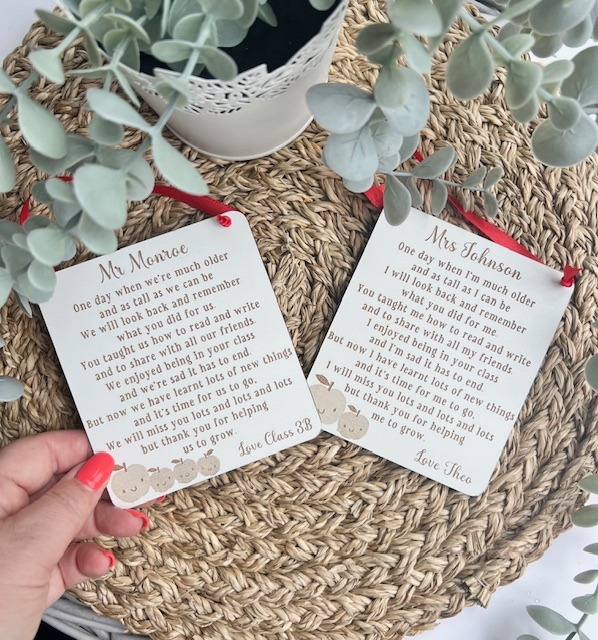 Mr Monroe
One day when we're much older
and as tall as we can be
We will look back and remember
what you did for us.
You taught us how to read and write
and to share with all our friends
We enjoyed being in your class
and we're sad it has to end.
But now we have learnt lots of new things
and it's time for us to go.
We will miss you lots and lots and lots
but thank you for helping
us to grow.
Love Class 3B
Mrs Johnson
One day when I'm much older
and as tall as I can be
I will look back and remember
what you did for me.
You taught me how to read and write
and to share with all my friends
I enjoyed being in your class
and I'm sad it has to end.
But now I have learnt lots of new things
and it's time for me to go.
I will miss you lots and lots and lots
but thank you for helping
me to grow.
Love Theo